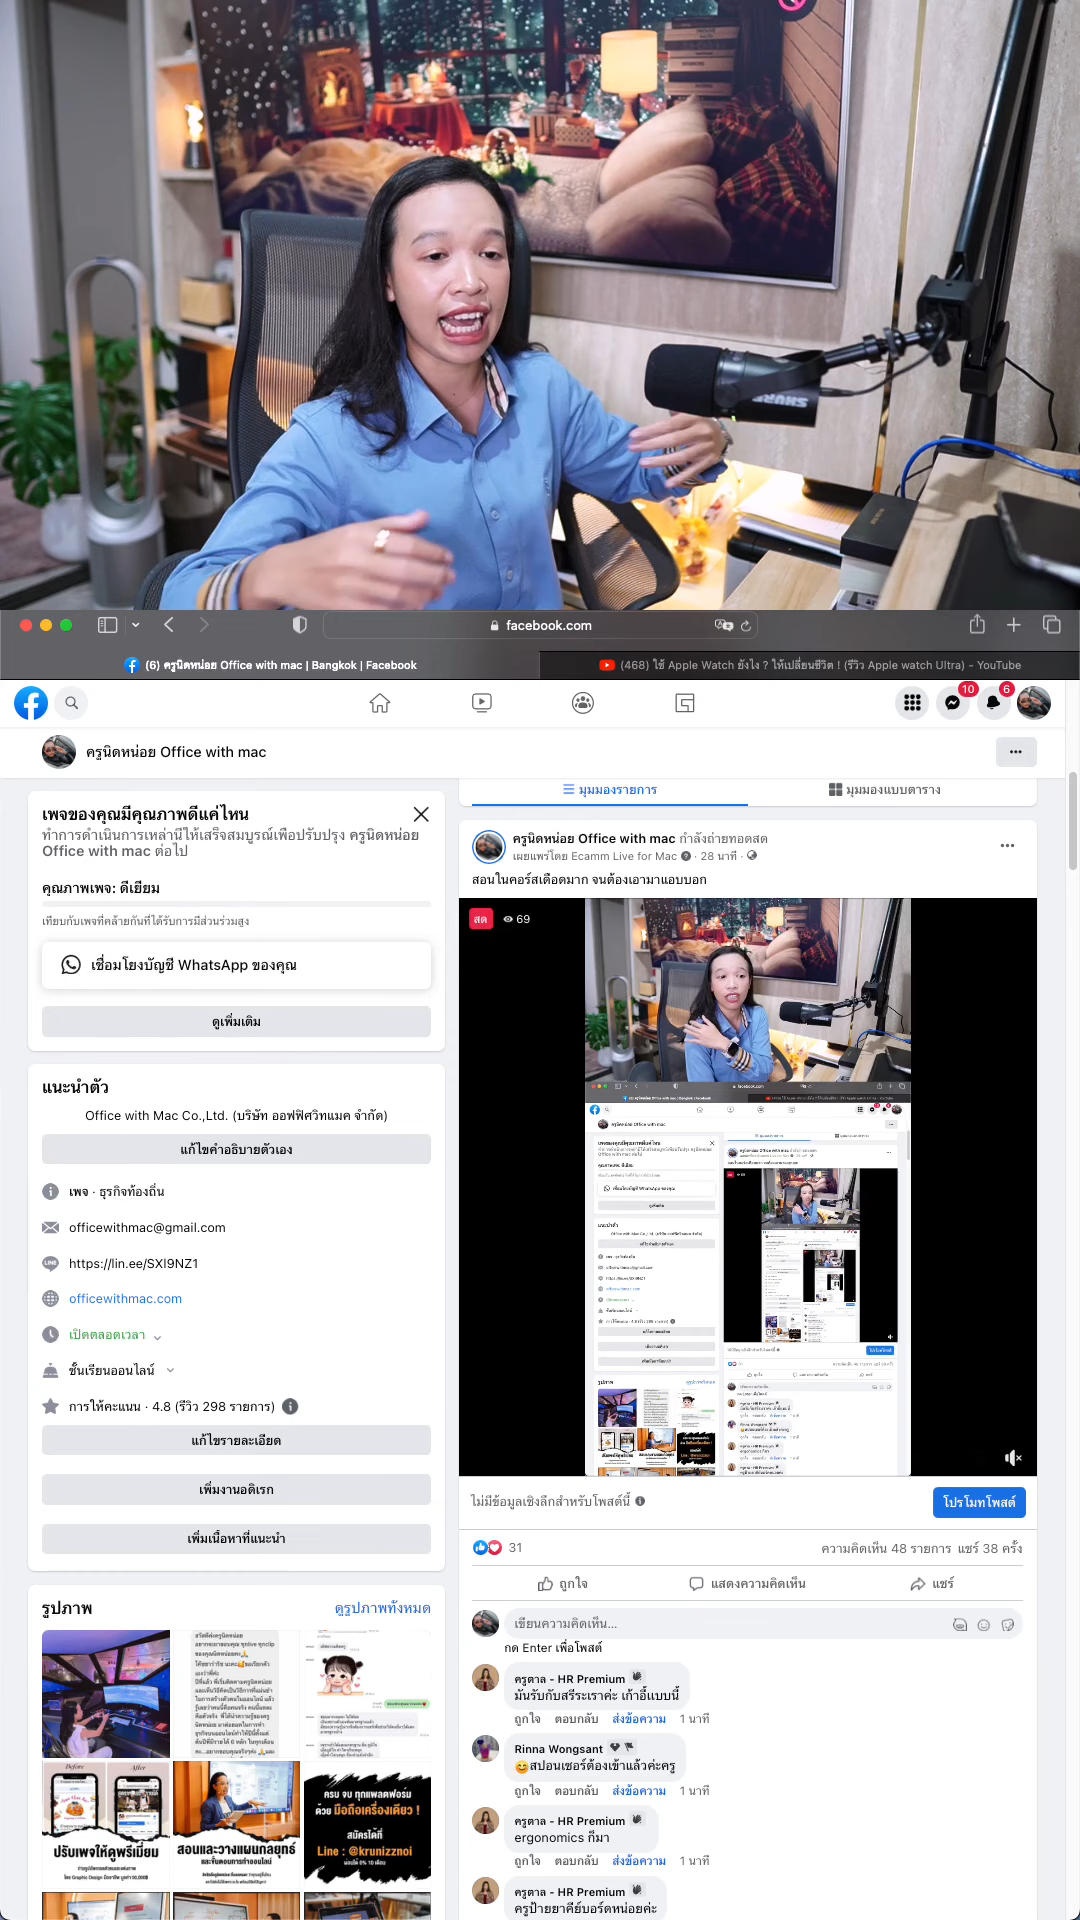 SHURE
facebook.com
(6) ครูนิดหน่อย Office with mac | Bangkok | Facebook
(468) ใช้ Apple Watch ยังไง ? ให้เปลี่ยนชีวิต ! (รีวิว Apple watch Ultra) - YouTube
10
6
ครูนิดหน่อย Office with mac
เพจของคุณมีคุณภาพดีแค่ไหน
ทำการดำเนินการเหล่านี้ให้เสร็จสมบูรณ์เพื่อปรับปรุง ครูนิดหน่อย
Office with mac ต่อไป
คุณภาพเพจ: ดีเยี่ยม
เทียบกับเพจที่คล้ายกันที่ได้รับการมีส่วนร่วมสูง
เชื่อมโยงบัญชี WhatsApp ของคุณ
ดูเพิ่มเติม
แนะนำตัว
Office with Mac Co.,Ltd. (บริษัท ออฟฟิศวิทแมค จำกัด)
แก้ไขคำอธิบายตัวเอง
เพจ · ธุรกิจท้องถิ่น
officewithmac@gmail.com
https://lin.ee/SXl9NZ1
officewithmac.com
เปิดตลอดเวลา
ชั้นเรียนออนไลน์
การให้คะแนน · 4.8 (รีวิว 298 รายการ)
แก้ไขรายละเอียด
เพิ่มงานอดิเรก
เพิ่มเนื้อหาที่แนะนำ
รูปภาพ
ดูรูปภาพทั้งหมด
Before
After
ปรับเพจให้ดูพรีเมี่ยม
สอนและวางแผนกลยุทธ์
และขั้นตอนการทำออนไลน์
ครบ จบ ทุกแพลตฟอร์ม
ด้วย มือถือเครื่องเดียว !
สมัครได้ที่
Line : @krunizznoi
มุมมองรายการ
มุมมองแบบตาราง
ครูนิดหน่อย Office with mac กำลังถ่ายทอดสด
เผยแพร่โดย Ecamm Live for Mac · 28 นาที ·
สอนในคอร์สเดือดมาก จนต้องเอามาแอบบอก
สด
69
ไม่มีข้อมูลเชิงลึกสำหรับโพสต์นี้
โปรโมทโพสต์
31
ความคิดเห็น 48 รายการ แชร์ 38 ครั้ง
ถูกใจ
แสดงความคิดเห็น
แชร์
เขียนความคิดเห็น...
กด Enter เพื่อโพสต์
ครูตาล - HR Premium
มันรับกับสรีระเราค่ะ เก้าอี้แบบนี้
ถูกใจ ตอบกลับ ส่งข้อความ 1 นาที
Rinna Wongsant
😊สปอนเซอร์ต้องเข้าแล้วค่ะครู
ถูกใจ ตอบกลับ ส่งข้อความ 1 นาที
ครูตาล - HR Premium
ergonomics ก็มา
ถูกใจ ตอบกลับ ส่งข้อความ 1 นาที
ครูตาล - HR Premium
ครูป้ายยาคีย์บอร์ดหน่อยค่ะ